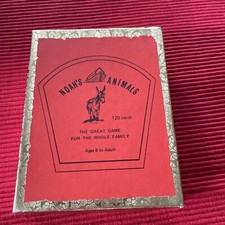 NOAH'S ANIMALS
120 cards
THE GREAT GAME
FOR THE WHOLE FAMILY
Ages 8 to Adult